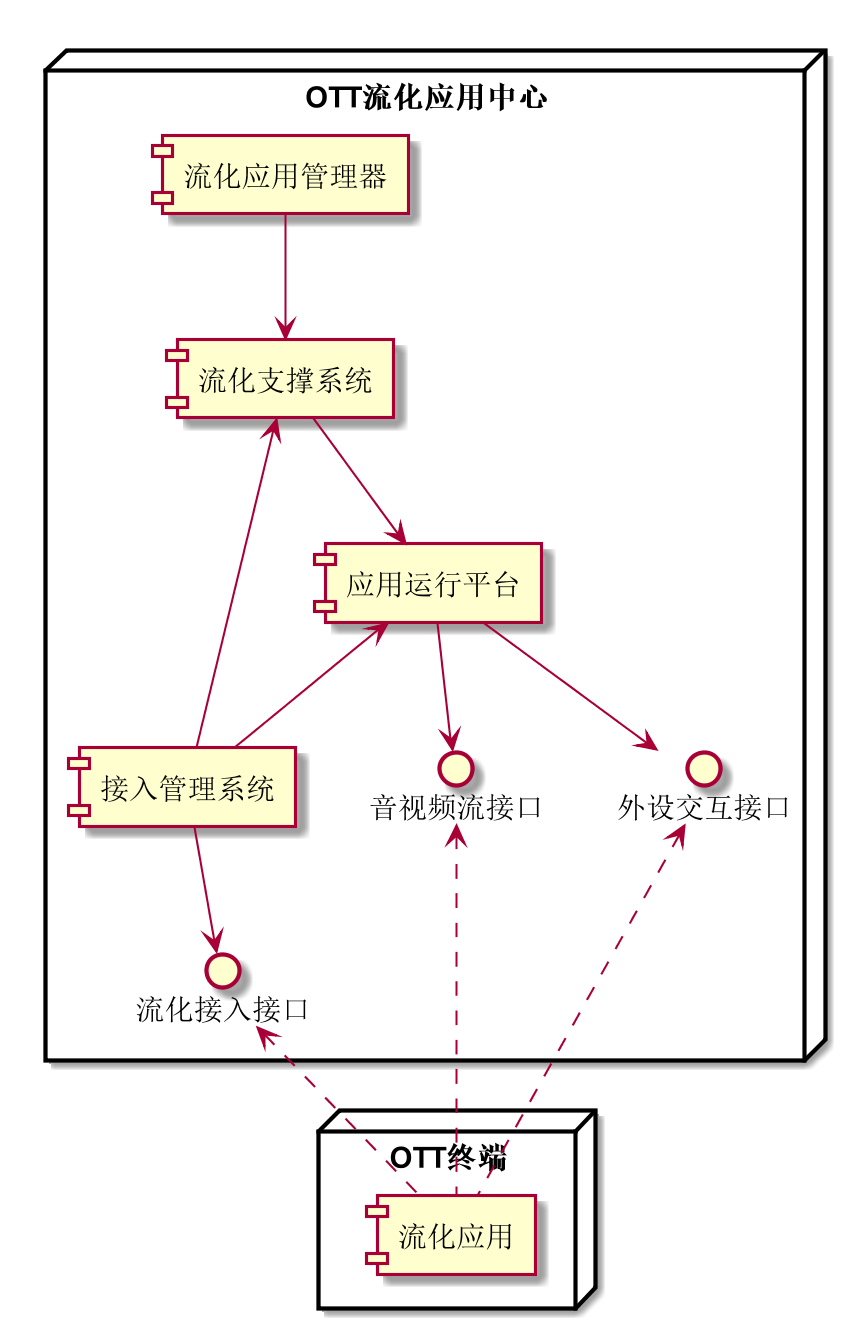 OTT流化应用中心
流化应用管理器
流化支撑系统
应用运行平台
接入管理系统
音视频流接口
外设交互接口
流化接入接口
OTT终端
流化应用